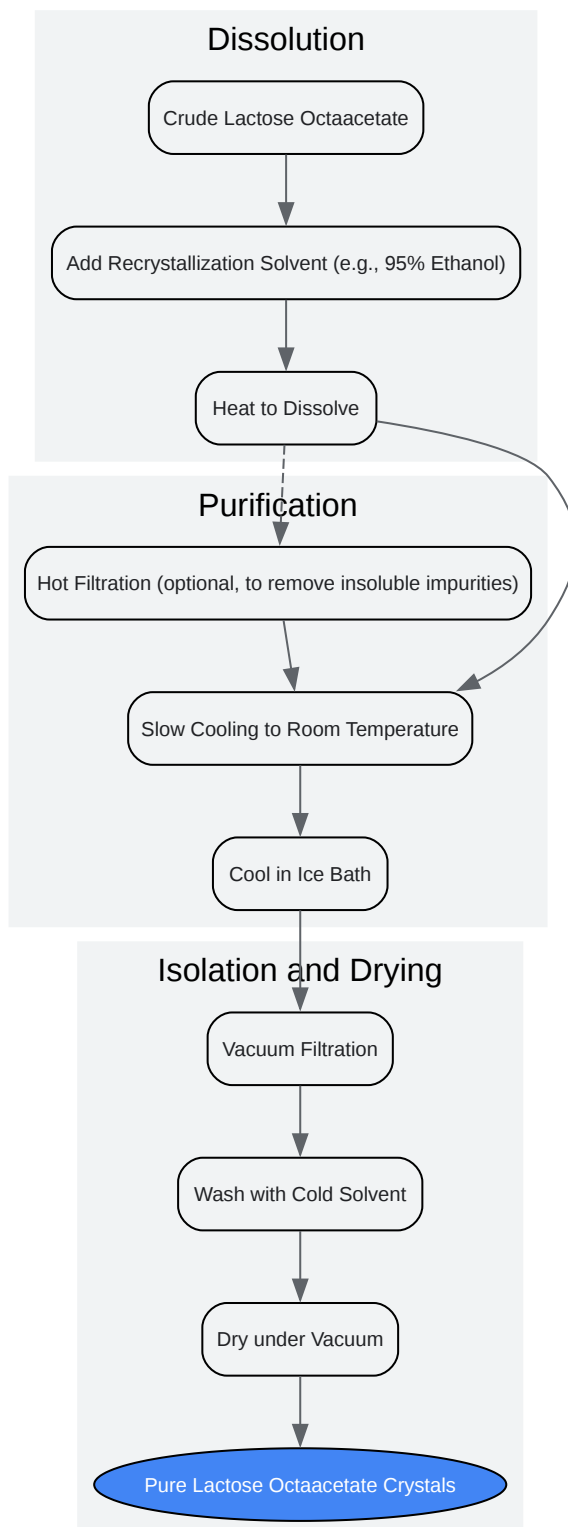 Dissolution
Crude Lactose Octaacetate
Add Recrystallization Solvent (e.g., 95% Ethanol)
Heat to Dissolve
Purification
Hot Filtration (optional, to remove insoluble impurities)
Slow Cooling to Room Temperature
Cool in Ice Bath
Isolation and Drying
Vacuum Filtration
Wash with Cold Solvent
Dry under Vacuum
Pure Lactose Octaacetate Crystals